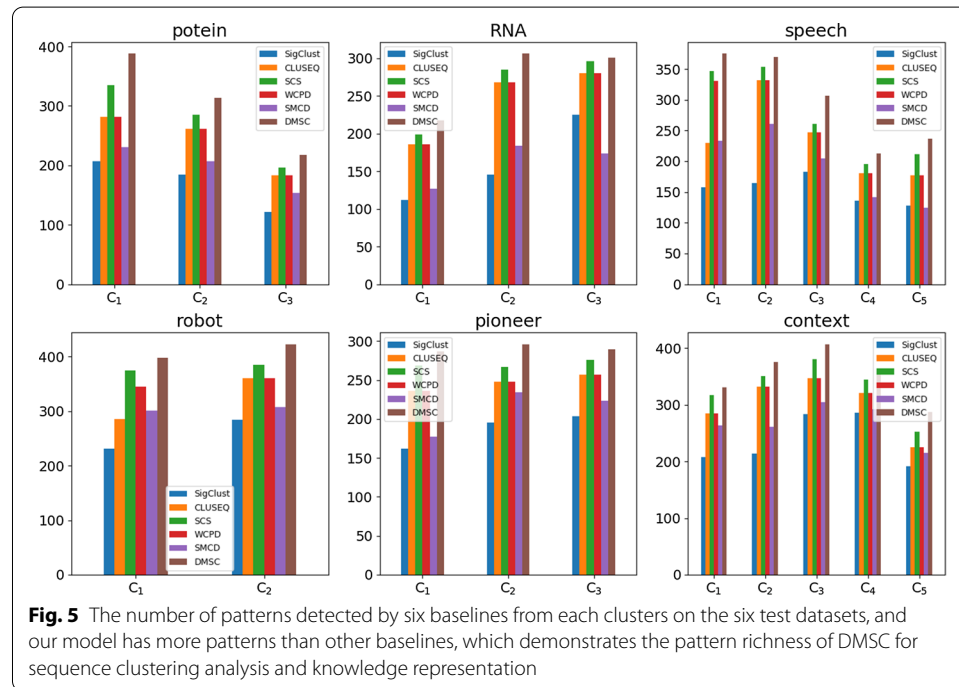 potein
400
300
200
100
0
SigClust
CLUSEQ
SCS
WCPD
SMCD
DMSC
C₁ C₂ C₃
RNA
300
250
200
150
100
50
0
SigClust
CLUSEQ
SCS
WCPD
SMCD
DMSC
C₁ C₂ C₃
speech
350
300
250
200
150
100
50
0
SigClust
CLUSEQ
SCS
WCPD
SMCD
DMSC
C₁ C₂ C₃ C₄ C₅
robot
400
300
200
100
0
SigClust
CLUSEQ
SCS
WCPD
SMCD
DMSC
C₁ C₂
pioneer
300
250
200
150
100
50
0
SigClust
CLUSEQ
SCS
WCPD
SMCD
DMSC
C₁ C₂ C₃
context
400
300
200
100
0
SigClust
CLUSEQ
SCS
WCPD
SMCD
DMSC
C₁ C₂ C₃ C₄ C₅
Fig. 5 The number of patterns detected by six baselines from each clusters on the six test datasets, and
our model has more patterns than other baselines, which demonstrates the pattern richness of DMSC for
sequence clustering analysis and knowledge representation